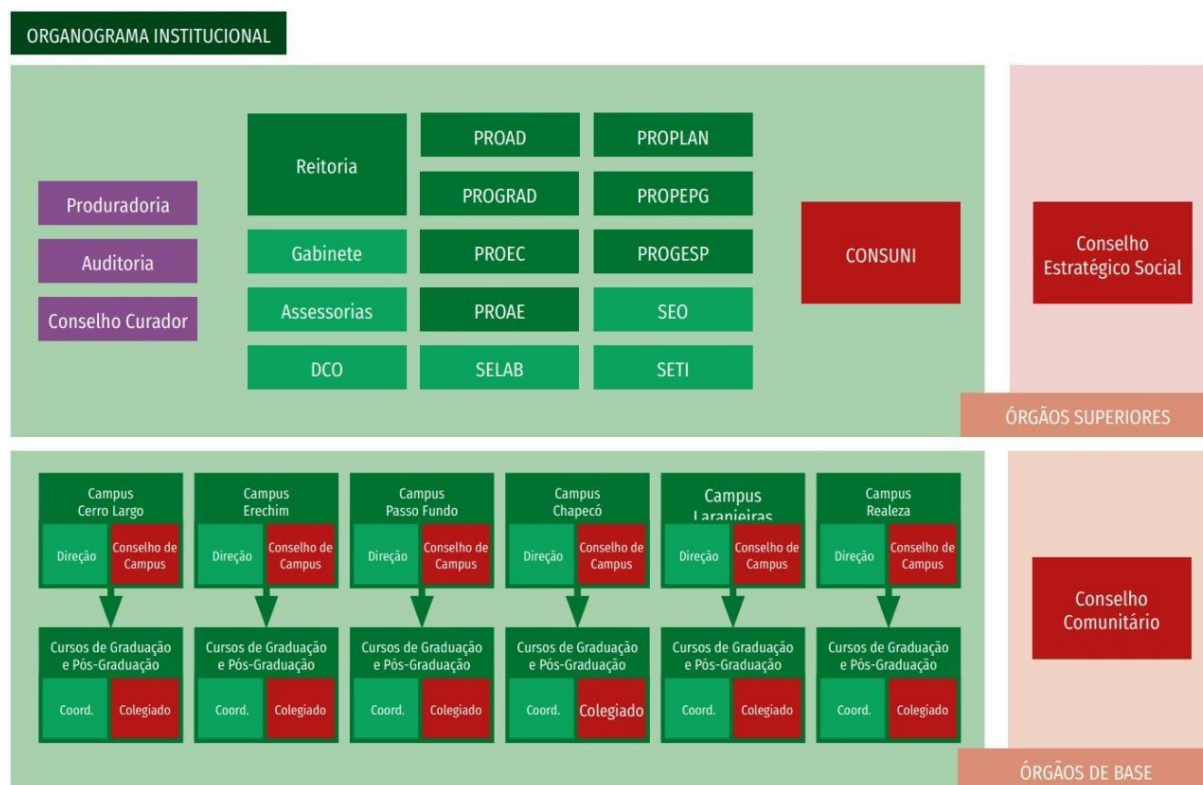 ORGANOGRAMA INSTITUCIONAL
Reitoria
PROAD
PROPLAN
Produradoria
PROGRAD
PROPEPG
Auditoria
Gabinete
PROEC
PROGESP
CONSUNI
Conselho
Estratégico Social
Conselho Curador
Assessorias
PROAE
SEO
DCO
SELAB
SETI
ÓRGÃOS SUPERIORES
Campus
Cerro Largo
Direção
Conselho de
Campus
Campus
Erechim
Direção
Conselho de
Campus
Campus
Passo Fundo
Direção
Conselho de
Campus
Campus
Chapecó
Direção
Conselho de
Campus
Campus
Laranjeiras
Direção
Conselho de
Campus
Campus
Realeza
Direção
Conselho de
Campus
Conselho
Comunitário
Cursos de Graduação
e Pós-Graduação
Coord.
Colegiado
Cursos de Graduação
e Pós-Graduação
Coord.
Colegiado
Cursos de Graduação
e Pós-Graduação
Coord.
Colegiado
Cursos de Graduação
e Pós-Graduação
Coord.
Colegiado
Cursos de Graduação
e Pós-Graduação
Coord.
Colegiado
Cursos de Graduação
e Pós-Graduação
Coord.
Colegiado
ÓRGÃOS DE BASE